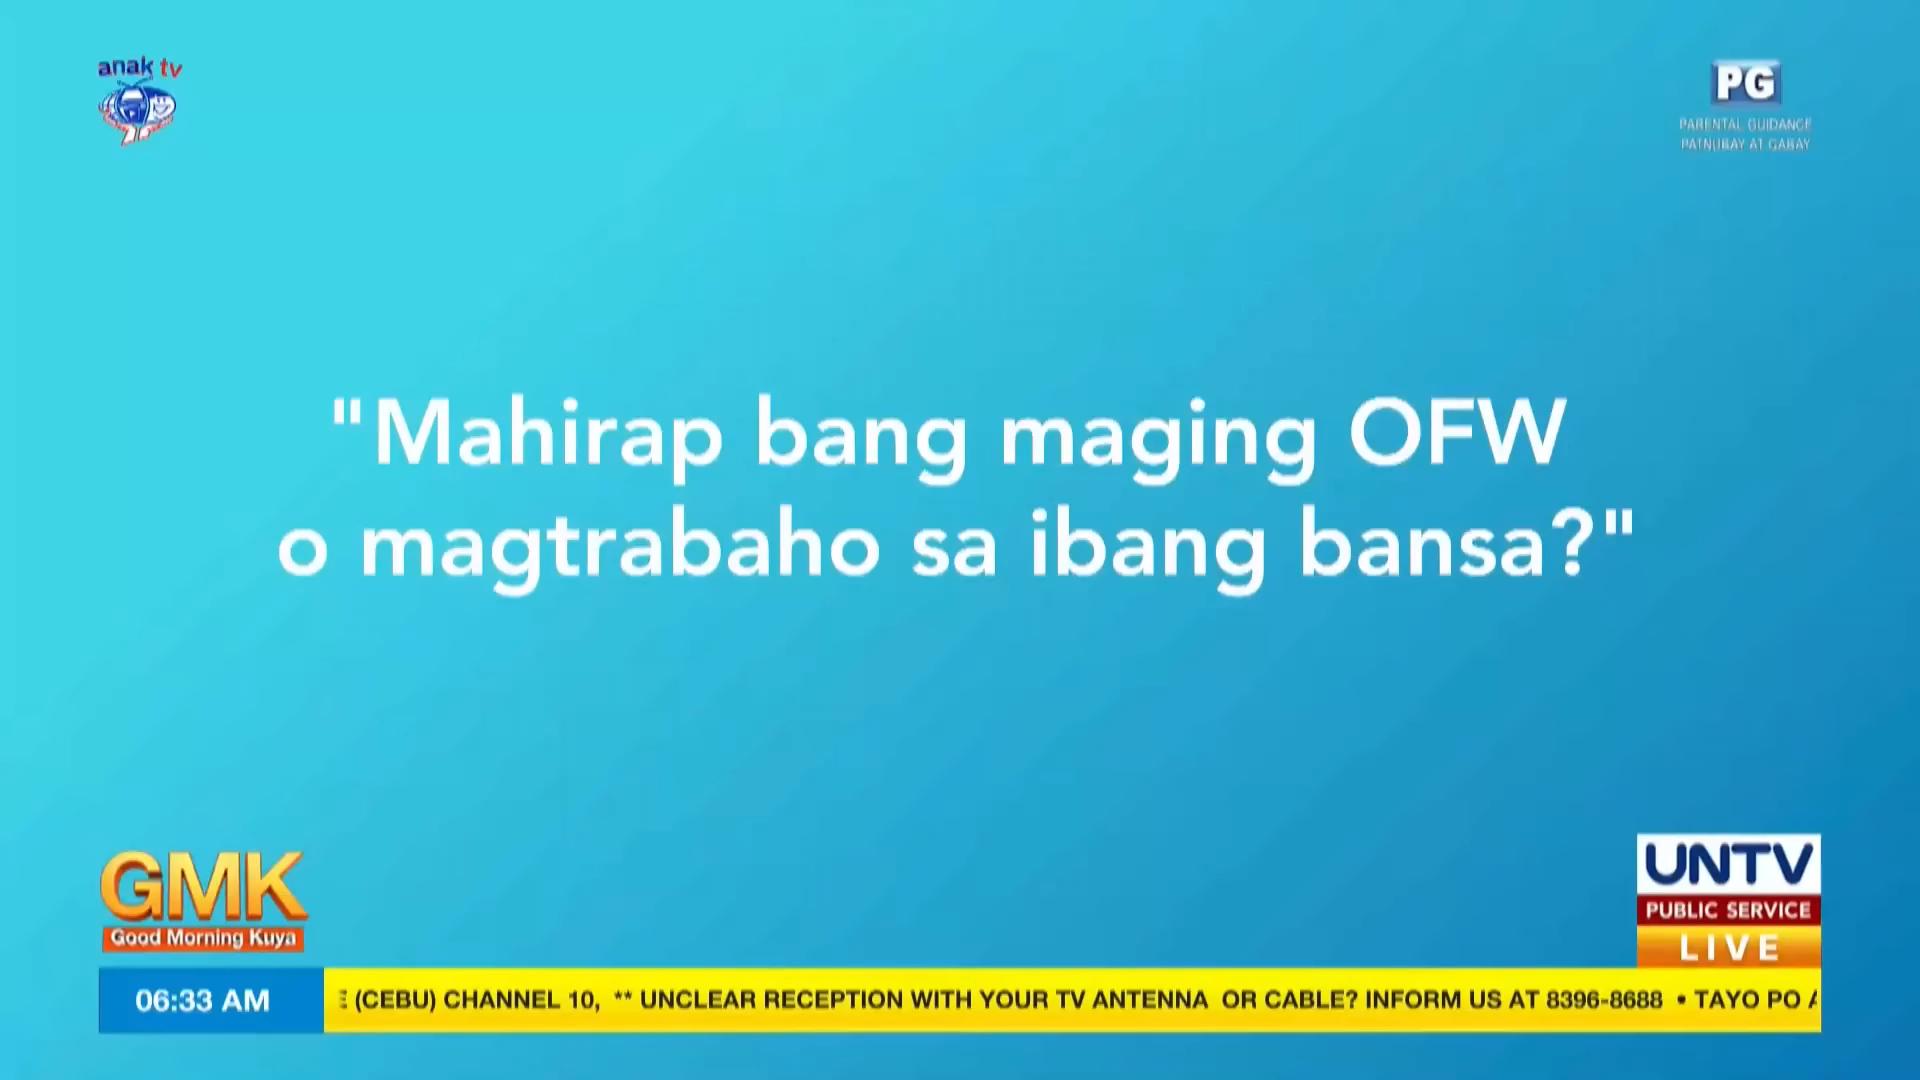 anak tv
PG
PARENTAL GUIDANCE
PATNUBAY AT GABAY
"Mahirap bang maging OFW
o magtrabaho sa ibang bansa?"
GMK
Good Morning Kuya
UNTV
PUBLIC SERVICE
LIVE
06:33 AM
(CEBU) CHANNEL 10, ** UNCLEAR RECEPTION WITH YOUR TV ANTENNA OR CABLE? INFORM US AT 8396-8688 • TAYO PO